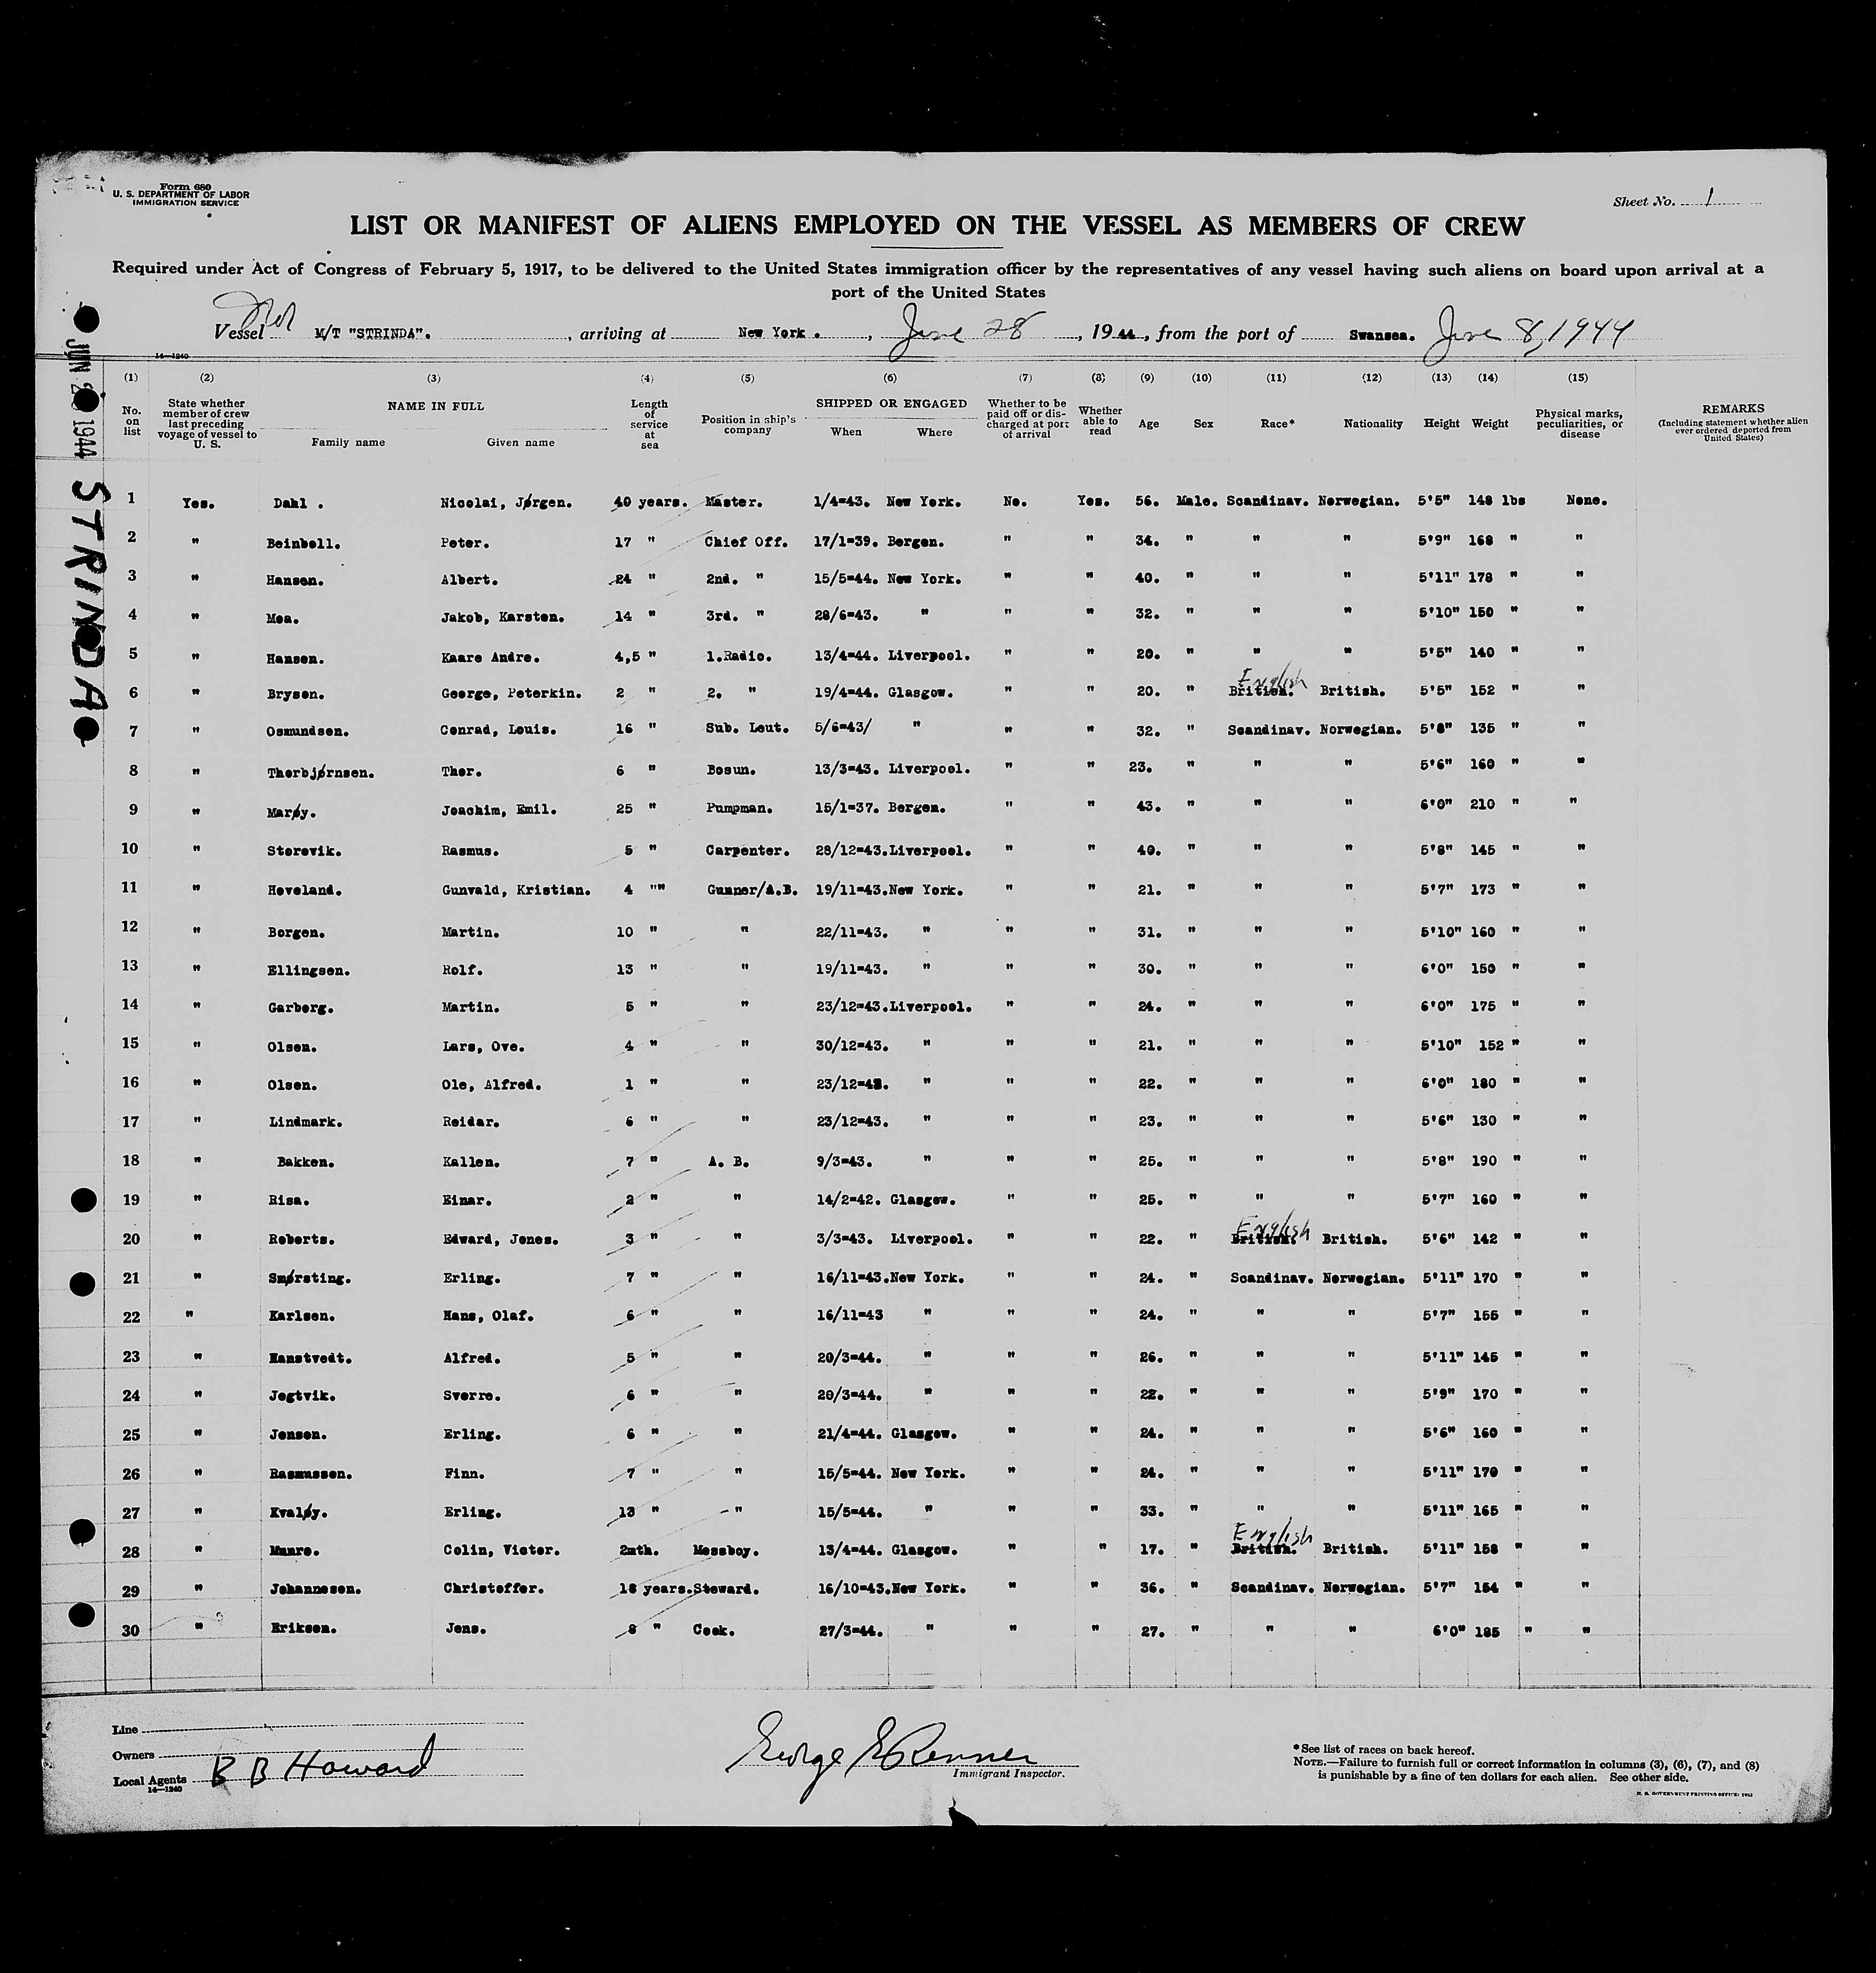 Form 680
U. S. DEPARTMENT OF LABOR
IMMIGRATION SERVICE
Sheet No. 1
LIST OR MANIFEST OF ALIENS EMPLOYED ON THE VESSEL AS MEMBERS OF CREW
Required under Act of Congress of February 5, 1917, to be delivered to the United States immigration officer by the representatives of any vessel having such aliens on board upon arrival at a
port of the United States
Vessel M/T "STRINDA". , arriving at New York . , June 28 , 19 44 , from the port of Swansea. June 8, 1944
14—1240
JUN 28 1944 STRINDA
(1) (2) (3) (4) (5) (6) (7) (8) (9) (10) (11) (12) (13) (14) (15)
No. on list State whether member of crew last preceding voyage of vessel to U. S. NAME IN FULL Family name Given name Length of service at sea Position in ship's company SHIPPED OR ENGAGED When Where Whether to be paid off or discharged at port of arrival Whether able to read Age Sex Race* Nationality Height Weight Physical marks, peculiarities, or disease REMARKS (Including statement whether alien ever ordered deported from United States)
1 Yes. Dahl . Nicolai, Jørgen. 40 years. Master. 1/4=43. New York. No. Yes. 56. Male. Scandinav. Norwegian. 5'5" 148 lbs None.
2 " Beinbell. Peter. 17 " Chief Off. 17/1=39. Bergen. " " 34. " " " 5'9" 168 " "
3 " Hansen. Albert. 24 " 2nd. " 15/5=44. New York. " " 40. " " " 5'11" 178 " "
4 " Moa. Jakob, Karsten. 14 " 3rd. " 28/6=43. " " " 32. " " " 5'10" 150 " "
5 " Hansen. Kaare Andre. 4,5 " 1.Radio. 13/4=44. Liverpool. " " 20. " " " 5'5" 140 " "
6 " Bryson. George, Peterkin. 2 " 2. " 19/4=44. Glasgow. " " 20. " British. English British. 5'5" 152 " "
7 " Osmundsen. Conrad, Louis. 16 " Sub. Leut. 5/6=43/ " " " 32. " Scandinav. Norwegian. 5'8" 135 " "
8 " Thorbjørnsen. Thor. 6 " Bosun. 13/3=43. Liverpool. " " 23. " " " 5'6" 160 " "
9 " Marøy. Joachim, Emil. 25 " Pumpman. 15/1=37. Bergen. " " 43. " " " 6'0" 210 " "
10 " Storevik. Rasmus. 5 " Carpenter. 28/12=43. Liverpool. " " 40. " " " 5'8" 145 " "
11 " Hoveland. Gunvald, Kristian. 4 "" Gunner/A.B. 19/11=43. New York. " " 21. " " " 5'7" 173 " "
12 " Borgen. Martin. 10 " " 22/11=43. " " " 31. " " " 5'10" 160 " "
13 " Ellingsen. Rolf. 13 " " 19/11=43. " " " 30. " " " 6'0" 150 " "
14 " Garberg. Martin. 5 " " 23/12=43. Liverpool. " " 24. " " " 6'0" 175 " "
15 " Olsen. Lars, Ove. 4 " " 30/12=43. " " " 21. " " " 5'10" 152 " "
16 " Olsen. Ole, Alfred. 1 " " 23/12=43. " " " 22. " " " 6'0" 180 " "
17 " Lindmark. Reidar. 6 " " 23/12=43. " " " 23. " " " 5'6" 130 " "
18 " Bakken. Kallen. 7 " A. B. 9/3=43. " " " 25. " " " 5'8" 190 " "
19 " Risa. Einar. 2 " " 14/2=42. Glasgow. " " 25. " " " 5'7" 160 " "
20 " Roberts. Edward, Jones. 3 " " 3/3=43. Liverpool. " " 22. " British. English British. 5'6" 142 " "
21 " Smørsting. Erling. 7 " " 16/11=43. New York. " " 24. " Scandinav. Norwegian. 5'11" 170 " "
22 " Karlsen. Hans, Olaf. 6 " " 16/11=43 " " " 24. " " " 5'7" 155 " "
23 " Hanstvedt. Alfred. 5 " " 20/3=44. " " " 26. " " " 5'11" 145 " "
24 " Jegtvik. Sverre. 6 " " 20/3=44. " " " 22. " " " 5'9" 170 " "
25 " Jensen. Erling. 6 " " 21/4=44. Glasgow. " " 24. " " " 5'6" 160 " "
26 " Rasmussen. Finn. 7 " " 15/5=44. New York. " " 24. " " " 5'11" 170 " "
27 " Kvaløy. Erling. 13 " " 15/5=44. " " " 33. " " " 5'11" 165 " "
28 " Munro. Colin, Victor. 2mth. Messboy. 13/4=44. Glasgow. " " 17. " British. English British. 5'11" 158 " "
29 " Johannesen. Christoffer. 18 years. Steward. 16/10=43. New York. " " 36. " Scandinav. Norwegian. 5'7" 154 " "
30 " Eriksen. Jens. 8 " Cook. 27/3=44. " " " 27. " " " 6'0" 185 " "
Line
Owners
Local Agents B B Howard
14—1240
George E Renner
Immigrant Inspector.
*See list of races on back hereof.
NOTE.—Failure to furnish full or correct information in columns (3), (6), (7), and (8)
is punishable by a fine of ten dollars for each alien. See other side.
U. S. GOVERNMENT PRINTING OFFICE: 1932